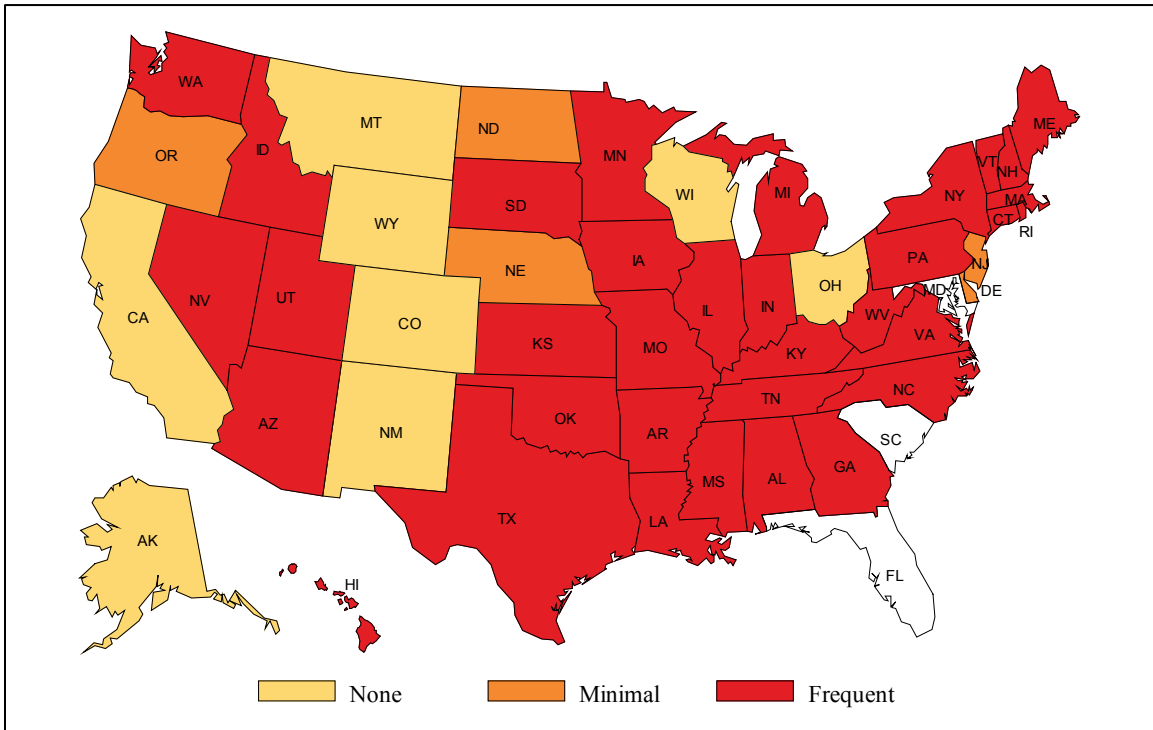 WA
MT
ND
MN
ME
OR
ID
WI
MI
VT
NH
NY
MA
SD
WY
CT
RI
IA
PA
NE
NJ
OH
MD
DE
NV
UT
IL
IN
CA
CO
WV
VA
KS
MO
KY
NC
TN
AZ
OK
NM
AR
SC
GA
MS
AL
TX
LA
AK
FL
HI
None
Minimal
Frequent